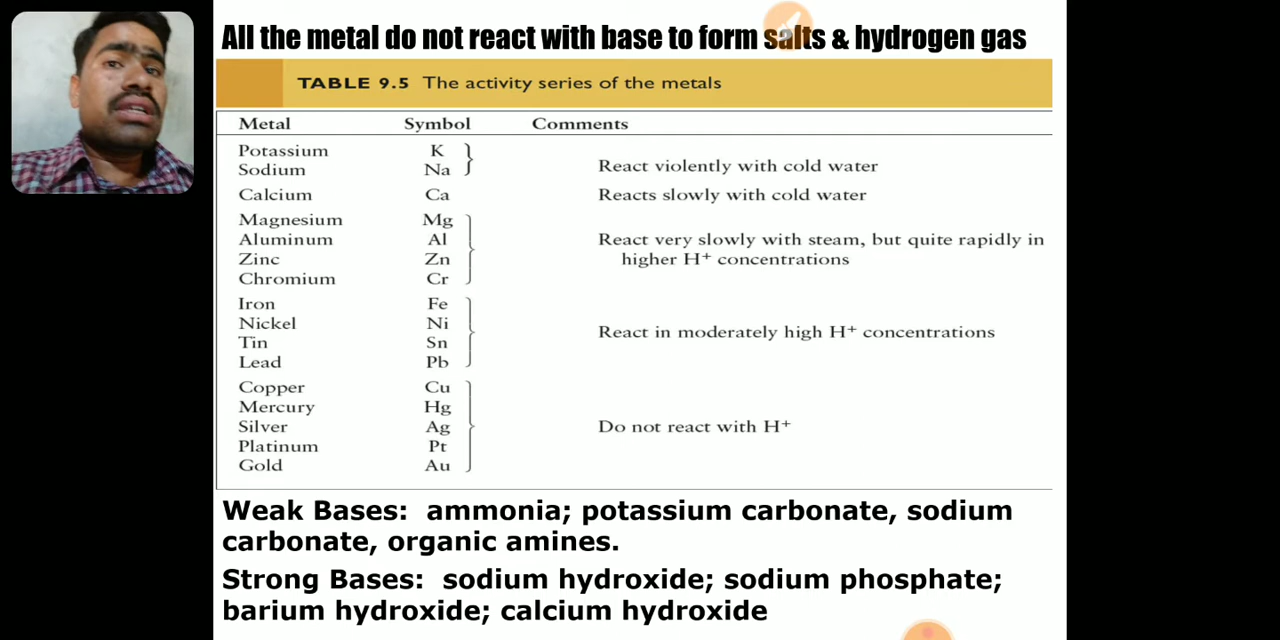 All the metal do not react with base to form salts & hydrogen gas
TABLE 9.5 The activity series of the metals
Metal Symbol Comments
Potassium K
Sodium Na
React violently with cold water
Calcium Ca Reacts slowly with cold water
Magnesium Mg
Aluminum Al React very slowly with steam, but quite rapidly in
Zinc Zn higher H⁺ concentrations
Chromium Cr
Iron Fe
Nickel Ni React in moderately high H⁺ concentrations
Tin Sn
Lead Pb
Copper Cu
Mercury Hg
Silver Ag Do not react with H⁺
Platinum Pt
Gold Au
Weak Bases: ammonia; potassium carbonate, sodium
carbonate, organic amines.
Strong Bases: sodium hydroxide; sodium phosphate;
barium hydroxide; calcium hydroxide